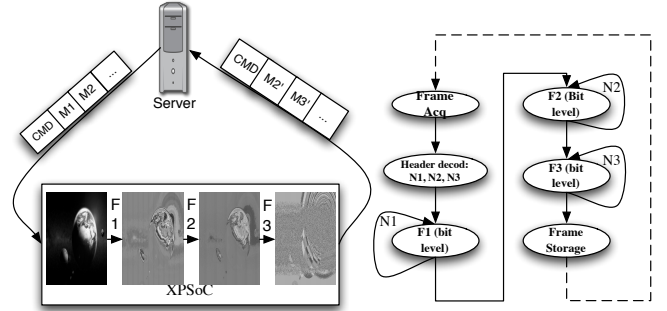 CMD M1 M2 ...
Server
CMD M2' M3' ...
F 1
F 2
F 3
XPSoC
Frame Acq
Header decod: N1, N2, N3
N1
F1 (bit level)
F2 (Bit level)
N2
F3 (bit level)
N3
Frame Storage